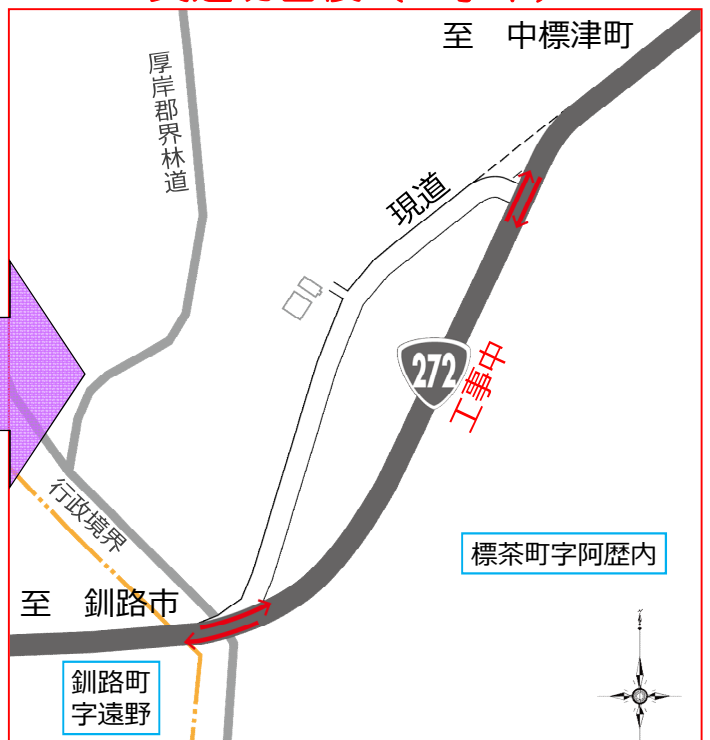 至　中標津町
厚岸郡界林道
現道
272
工事中
行政境界
標茶町字阿歴内
至　釧路市
釧路町
字遠野